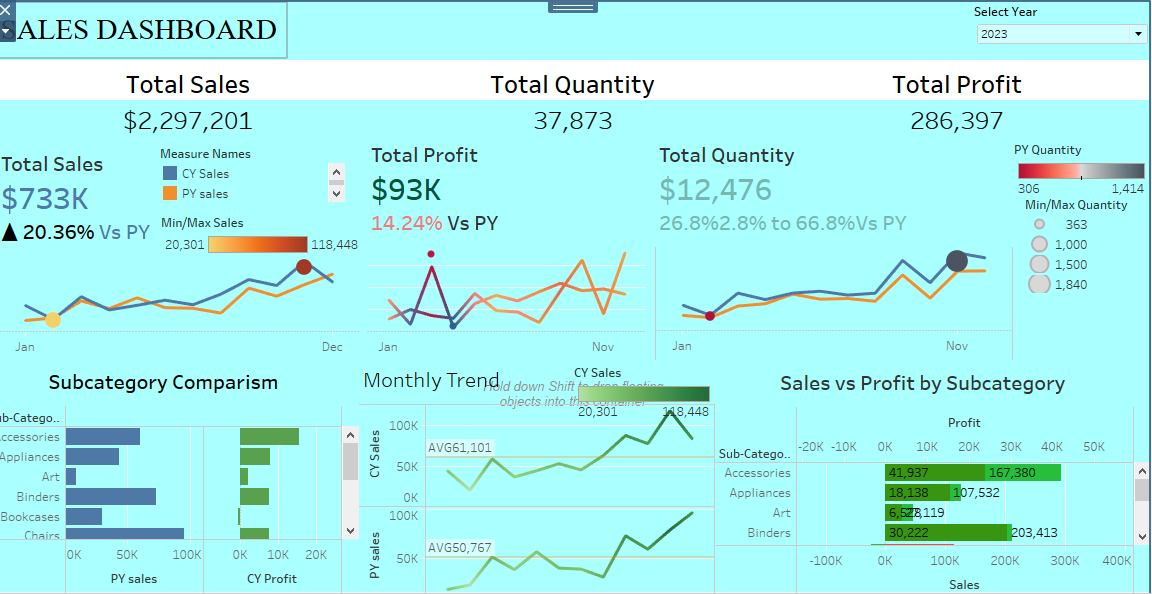 SALES DASHBOARD
Select Year
2023
Total Sales
Total Quantity
Total Profit
$2,297,201
37,873
286,397
Total Sales
$733K
▲ 20.36% Vs PY
Measure Names
CY Sales
PY sales
Min/Max Sales
20,301
118,448
Jan
Dec
Total Profit
$93K
14.24% Vs PY
Jan
Nov
Total Quantity
$12,476
26.8%2.8% to 66.8%Vs PY
Jan
Nov
PY Quantity
306
1,414
Min/Max Quantity
363
1,000
1,500
1,840
Subcategory Comparism
ub-Catego..
ccessories
Appliances
Art
Binders
Bookcases
Chairs
0K 50K 100K
0K 10K 20K
PY sales
CY Profit
Monthly Trend
Hold down Shift to drop floating
objects into this container
CY Sales
20,301
118,448
CY Sales
100K
50K
0K
AVG61,101
PY sales
100K
50K
AVG50,767
Sales vs Profit by Subcategory
Profit
-20K -10K 0K 10K 20K 30K 40K 50K
Sub-Catego..
Accessories 41,937 167,380
Appliances 18,138 107,532
Art 6,528 27,119
Binders 30,222 203,413
-100K 0K 100K 200K 300K 400K
Sales